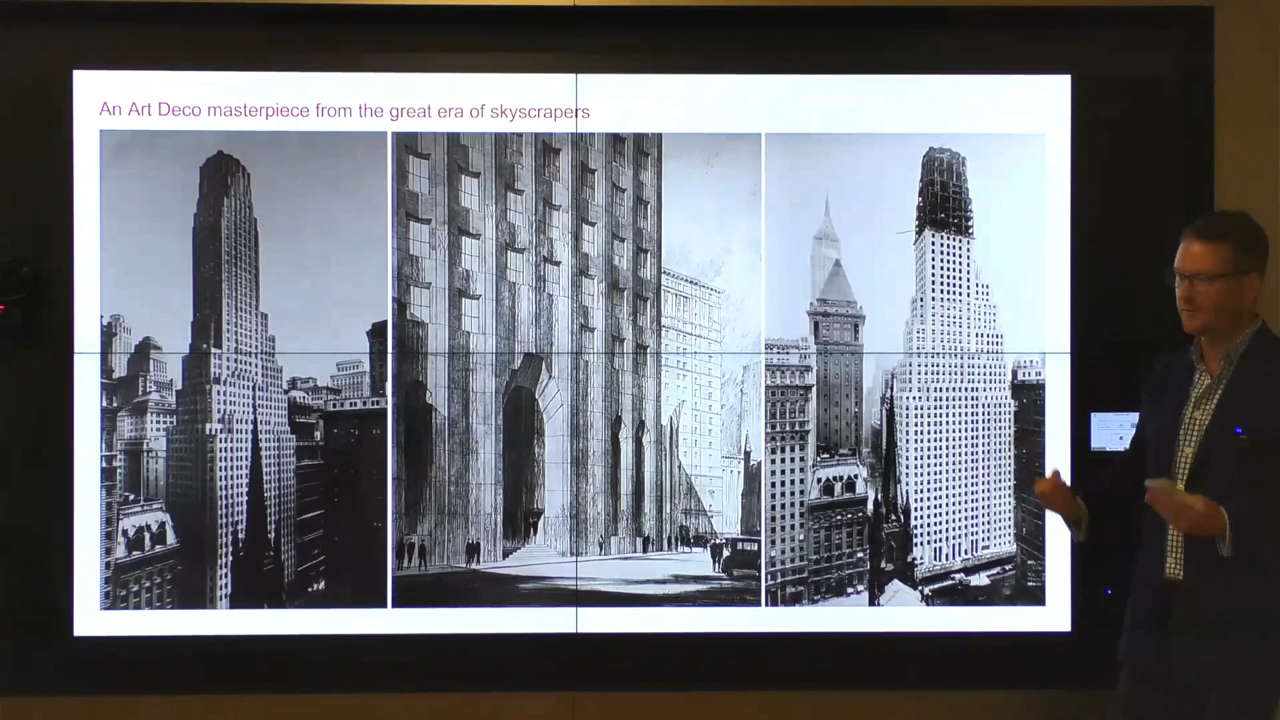 An Art Deco masterpiece from the great era of skyscrapers